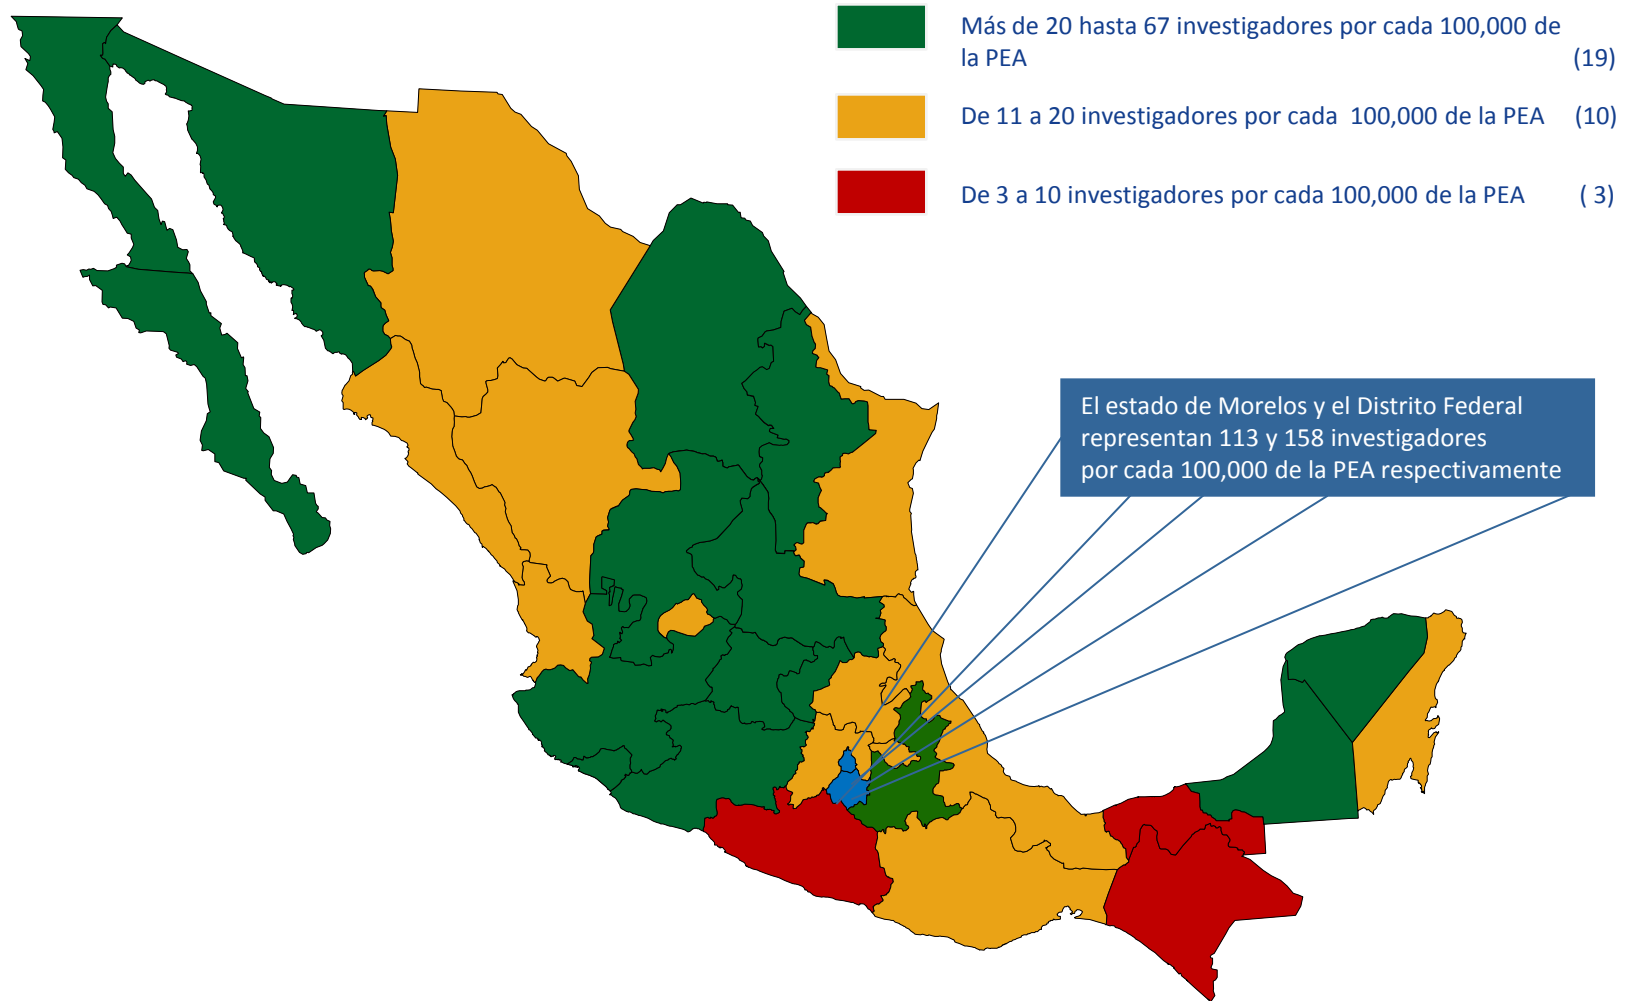 Más de 20 hasta 67 investigadores por cada 100,000 de
la PEA (19)
De 11 a 20 investigadores por cada 100,000 de la PEA (10)
De 3 a 10 investigadores por cada 100,000 de la PEA ( 3)
El estado de Morelos y el Distrito Federal
representan 113 y 158 investigadores
por cada 100,000 de la PEA respectivamente